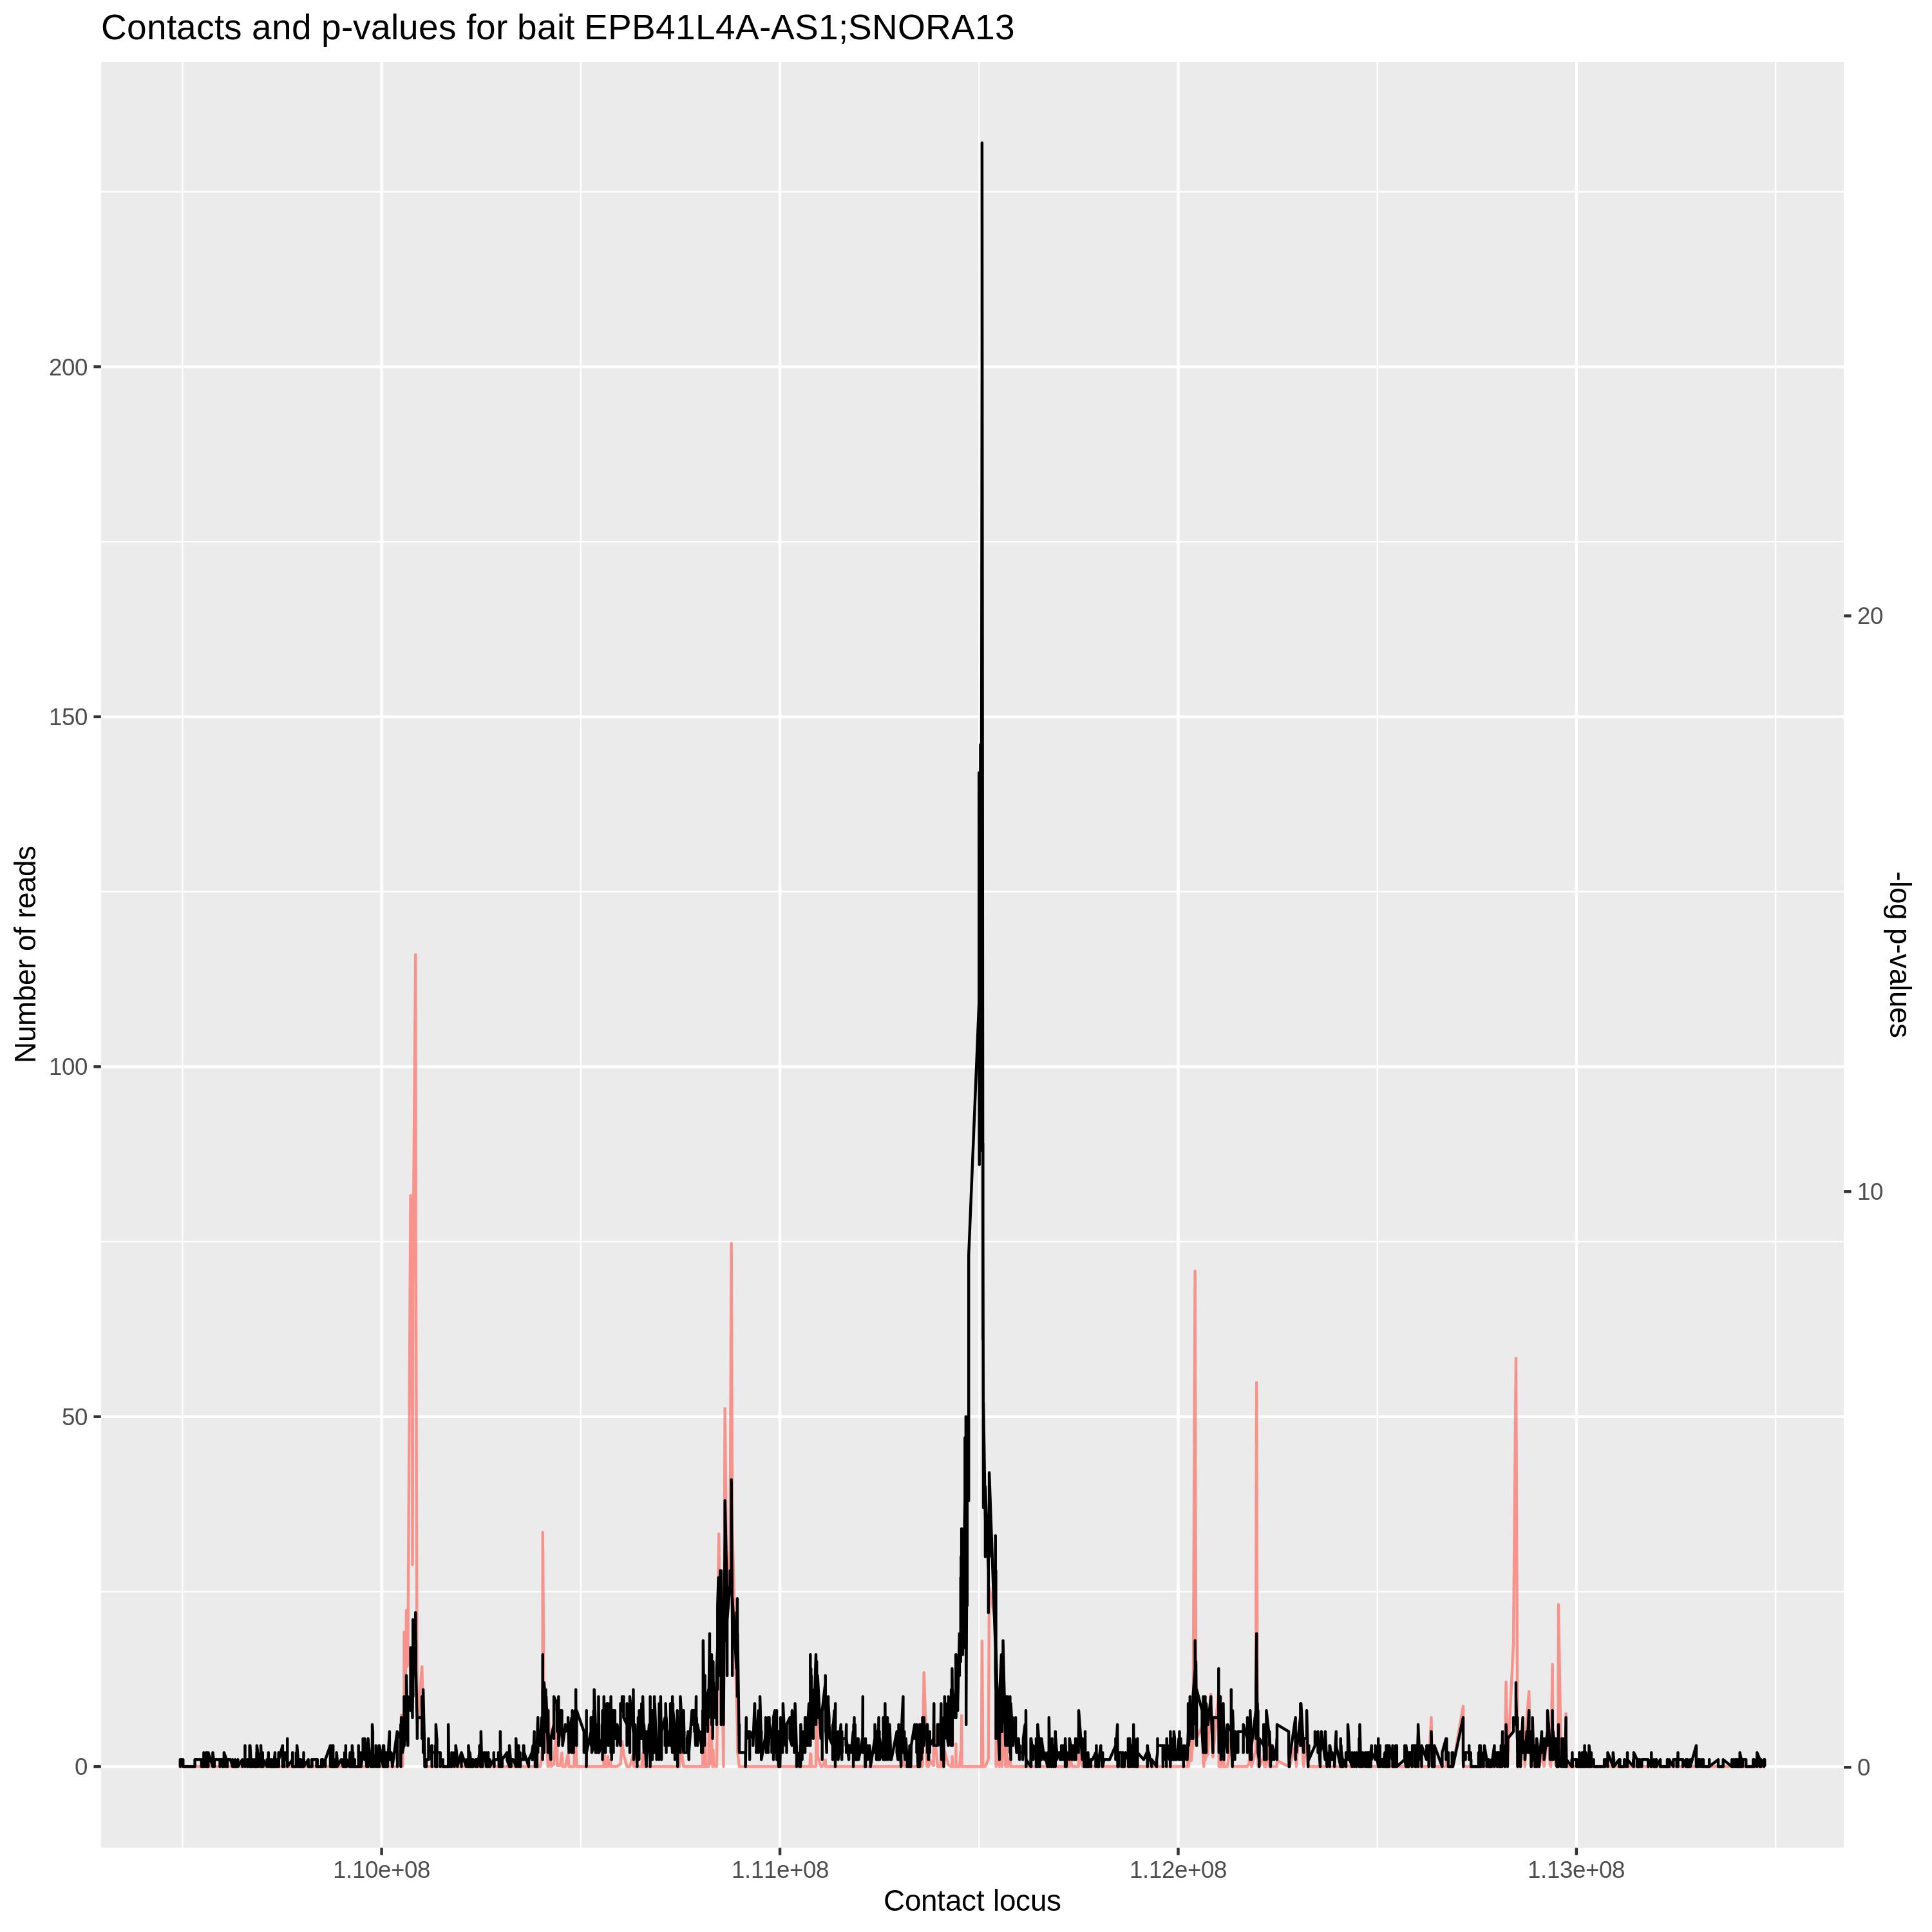 Contacts and p-values for bait EPB41L4A-AS1;SNORA13
Number of reads
200
150
100
50
0
20
10
0
-log p-values
1.10e+08
1.11e+08
1.12e+08
1.13e+08
Contact locus